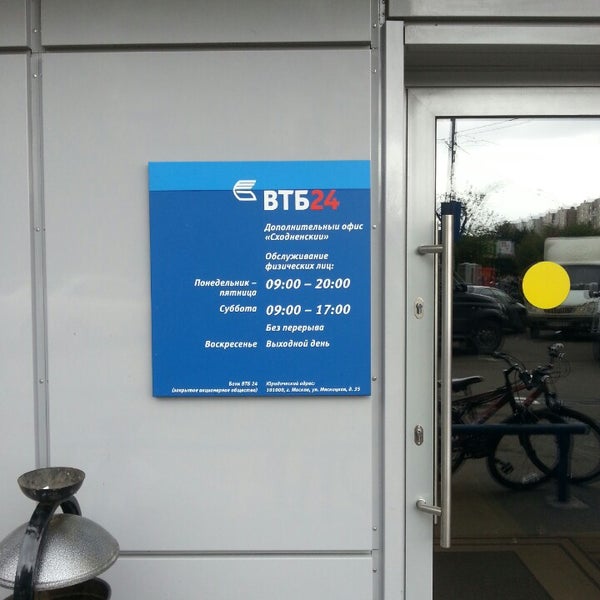 ВТБ24
Дополнительный офис
«Сходненский»
Обслуживание
физических лиц:
Понедельник – пятница 09:00 – 20:00
Суббота 09:00 – 17:00
Без перерыва
Воскресенье Выходной день
Банк ВТБ 24 Юридический адрес:
(закрытое акционерное общество) 101000, г. Москва, ул. Мясницкая, д. 35